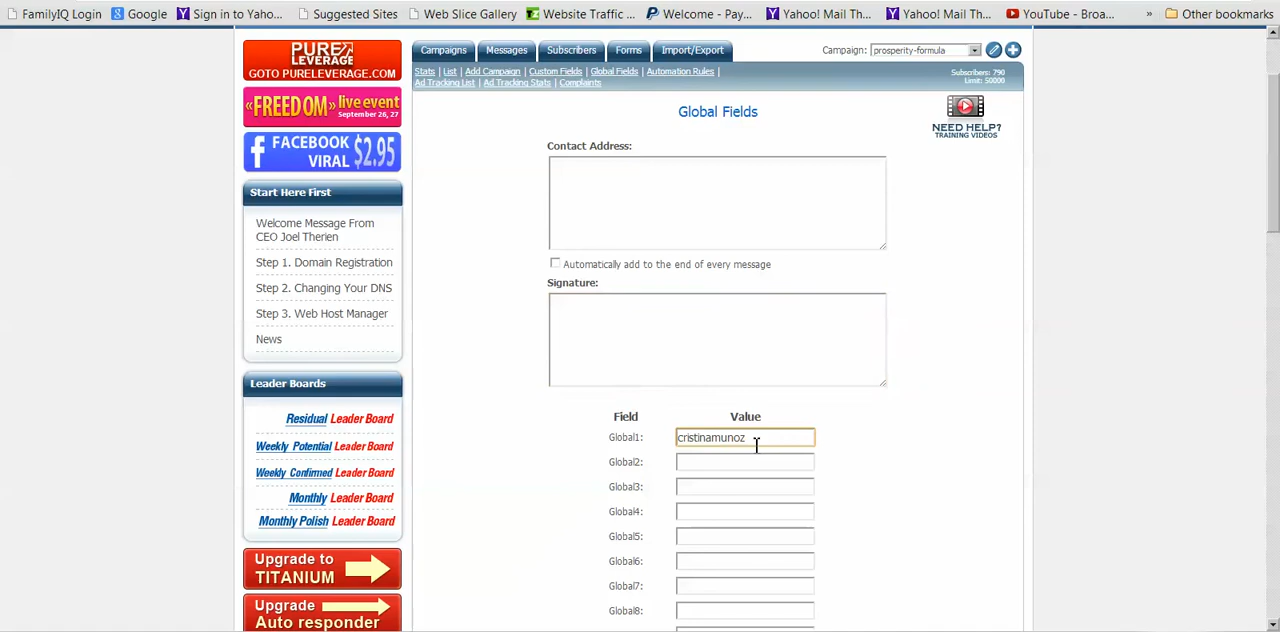 FamilyIQ Login
Google
Sign in to Yaho...
Suggested Sites
Web Slice Gallery
Website Traffic ...
Welcome - Pay...
Yahoo! Mail Th...
Yahoo! Mail Th...
YouTube - Broa...
»
Other bookmarks
PURE
LEVERAGE
GOTO PURELEVERAGE.COM
«FREEDOM» live event
September 26, 27
FACEBOOK
VIRAL $2.95
Start Here First
Welcome Message From
CEO Joel Therien
Step 1. Domain Registration
Step 2. Changing Your DNS
Step 3. Web Host Manager
News
Leader Boards
Residual Leader Board
Weekly Potential Leader Board
Weekly Confirmed Leader Board
Monthly Leader Board
Monthly Polish Leader Board
Upgrade to
TITANIUM
Upgrade
Auto responder
Campaigns Messages Subscribers Forms Import/Export
Campaign: prosperity-formula
Stats | List | Add Campaign | Custom Fields | Global Fields | Automation Rules |
Ad Tracking List | Ad Tracking Stats | Complaints
Subscribers: 790
Limit: 50000
Global Fields
NEED HELP?
TRAINING VIDEOS
Contact Address:
Automatically add to the end of every message
Signature:
Field Value
Global1: cristinamunoz
Global2:
Global3:
Global4:
Global5:
Global6:
Global7:
Global8: